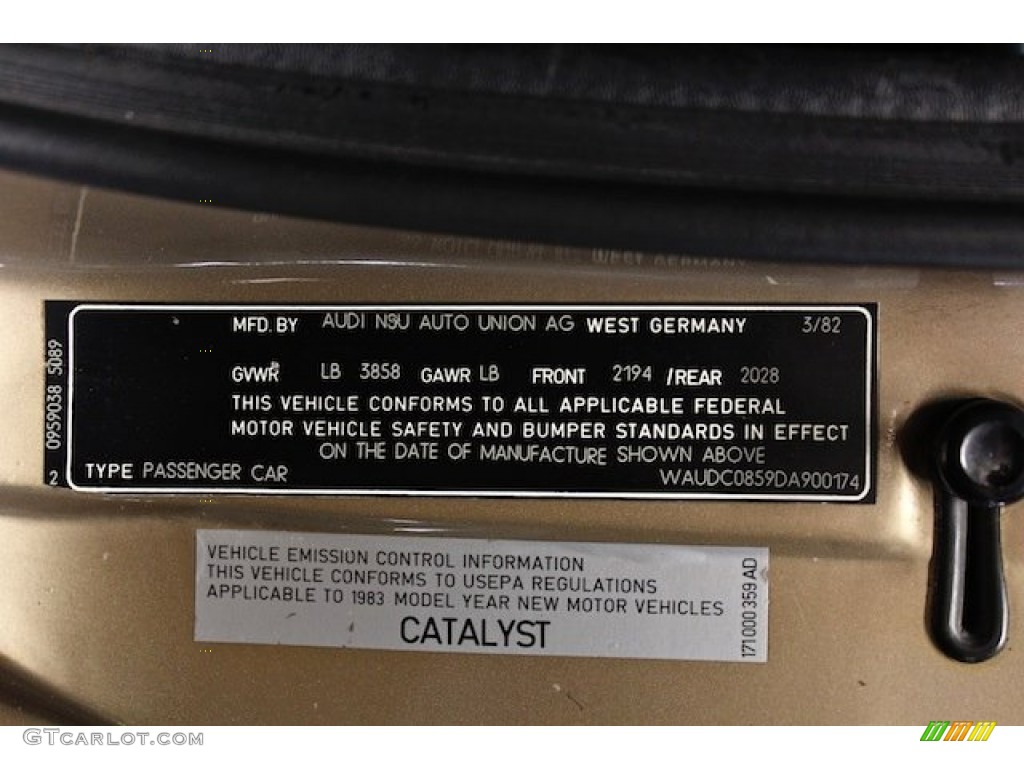 WEST GERMANY
MFD. BY AUDI NSU AUTO UNION AG WEST GERMANY 3/82
GVWR LB 3858 GAWR LB FRONT 2194 /REAR 2028
THIS VEHICLE CONFORMS TO ALL APPLICABLE FEDERAL
MOTOR VEHICLE SAFETY AND BUMPER STANDARDS IN EFFECT
ON THE DATE OF MANUFACTURE SHOWN ABOVE
TYPE PASSENGER CAR WAUDC0859DA900174
2 0959038 5089
VEHICLE EMISSION CONTROL INFORMATION
THIS VEHICLE CONFORMS TO USEPA REGULATIONS
APPLICABLE TO 1983 MODEL YEAR NEW MOTOR VEHICLES
CATALYST
171000359AD
GTCarLot.com